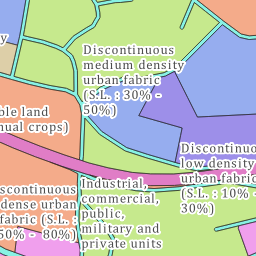 Discontinuous
medium density
urban fabric
(S.L. : 30% -
50%)
Discontinuou
low density
urban fabric
(S.L. : 10% -
30%)
Industrial,
commercial,
public,
military and
private units
scontinuous
dense urban
fabric (S.L. :
50% - 80%)
ble land
nual crops)
y